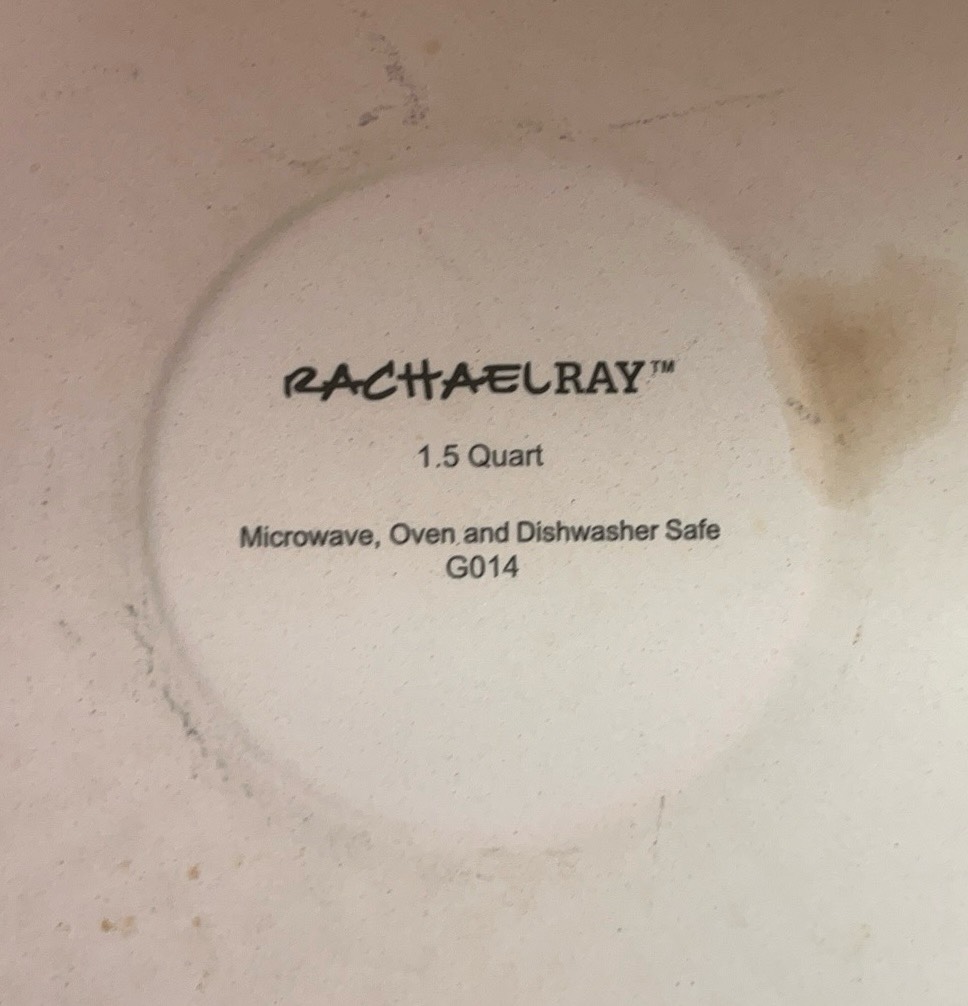 RACHAELRAY™
1.5 Quart
Microwave, Oven and Dishwasher Safe
G014